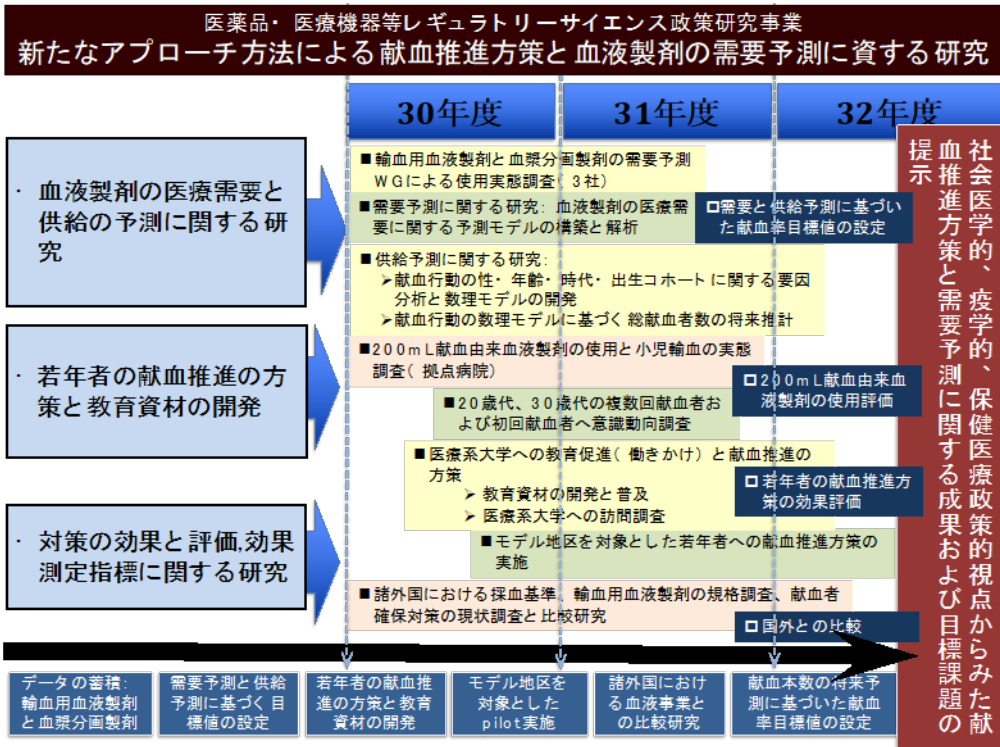 医薬品・医療機器等レギュラトリーサイエンス政策研究事業
新たなアプローチ方法による献血推進方策と血液製剤の需要予測に資する研究
30年度
31年度
32年度
・血液製剤の医療需要と
供給の予測に関する研
究
・若年者の献血推進の方
策と教育資材の開発
・対策の効果と評価,効果
測定指標に関する研究
■輸血用血液製剤と血漿分画製剤の需要予測
WGによる使用実態調査(3社)
■需要予測に関する研究:血液製剤の医療需
要に関する予測モデルの構築と解析
□需要と供給予測に基づい
た献血率目標値の設定
■供給予測に関する研究:
➢献血行動の性・年齢・時代・出生コホートに関する要因
分析と数理モデルの開発
➢献血行動の数理モデルに基づく総献血者数の将来推計
■200mL献血由来血液製剤の使用と小児輸血の実態
調査(拠点病院)
□200mL献血由来血
液製剤の使用評価
■20歳代、30歳代の複数回献血者お
よび初回献血者へ意識動向調査
■医療系大学への教育促進(働きかけ)と献血推進の
方策
➢ 教育資材の開発と普及
➢ 医療系大学への訪問調査
□若年者の献血推進方
策の効果評価
■モデル地区を対象とした若年者への献血推進方策の
実施
■諸外国における採血基準、輸血用血液製剤の規格調査、献血者
確保対策の現状調査と比較研究
□国外との比較
社会医学的、疫学的、保健医療政策的視点からみた献
血推進方策と需要予測に関する成果および目標課題の
提示
データの蓄積:
輸血用血液製剤
と血漿分画製剤
需要予測と供給
予測に基づく目
標値の設定
若年者の献血推
進の方策と教育
資材の開発
モデル地区を
対象とした
pilot実施
諸外国におけ
る血液事業と
の比較研究
献血本数の将来予
測に基づいた献血
率目標値の設定